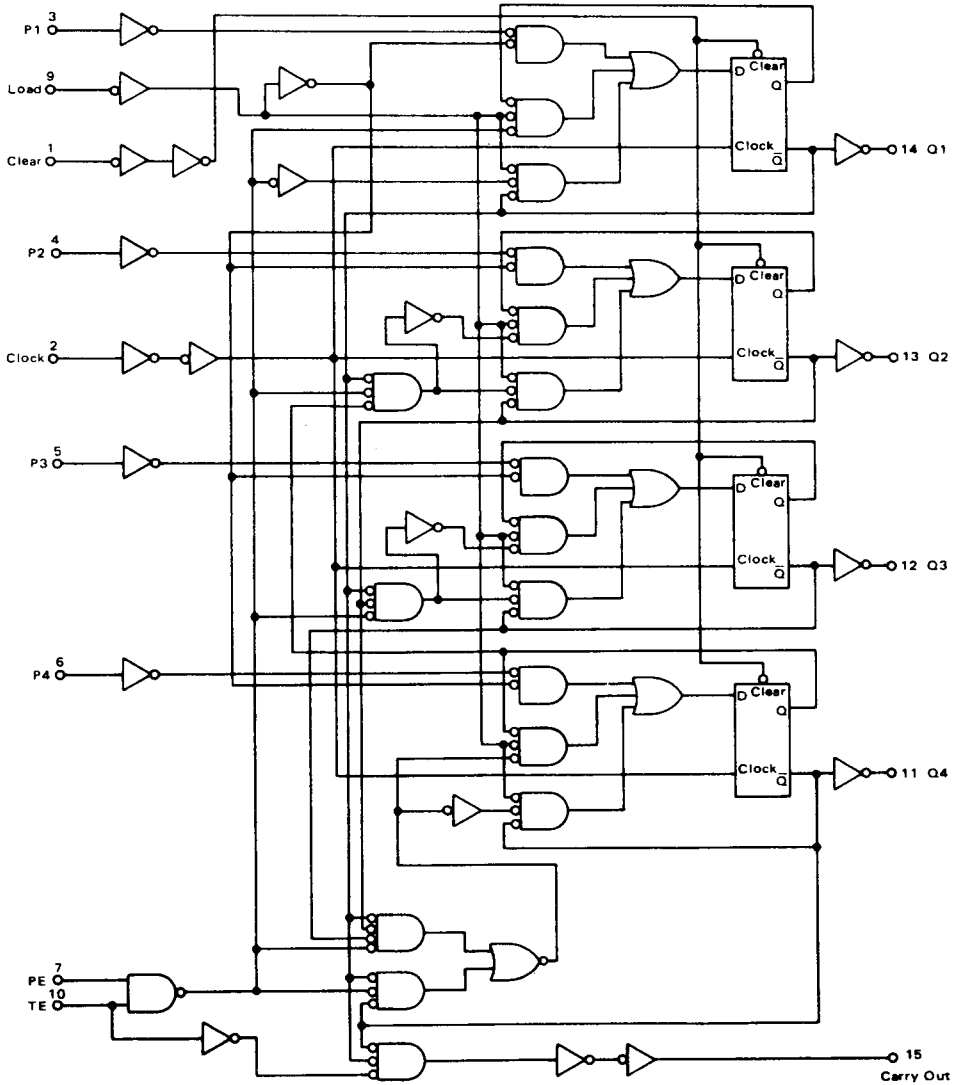 3
P1
9
Load
1
Clear
D Clear
Q
Clock
Q
14 Q1
4
P2
D Clear
Q
2
Clock
Clock
Q
13 Q2
5
P3
D Clear
Q
Clock
Q
12 Q3
6
P4
D Clear
Q
Clock
Q
11 Q4
7
PE
10
TE
15
Carry Out